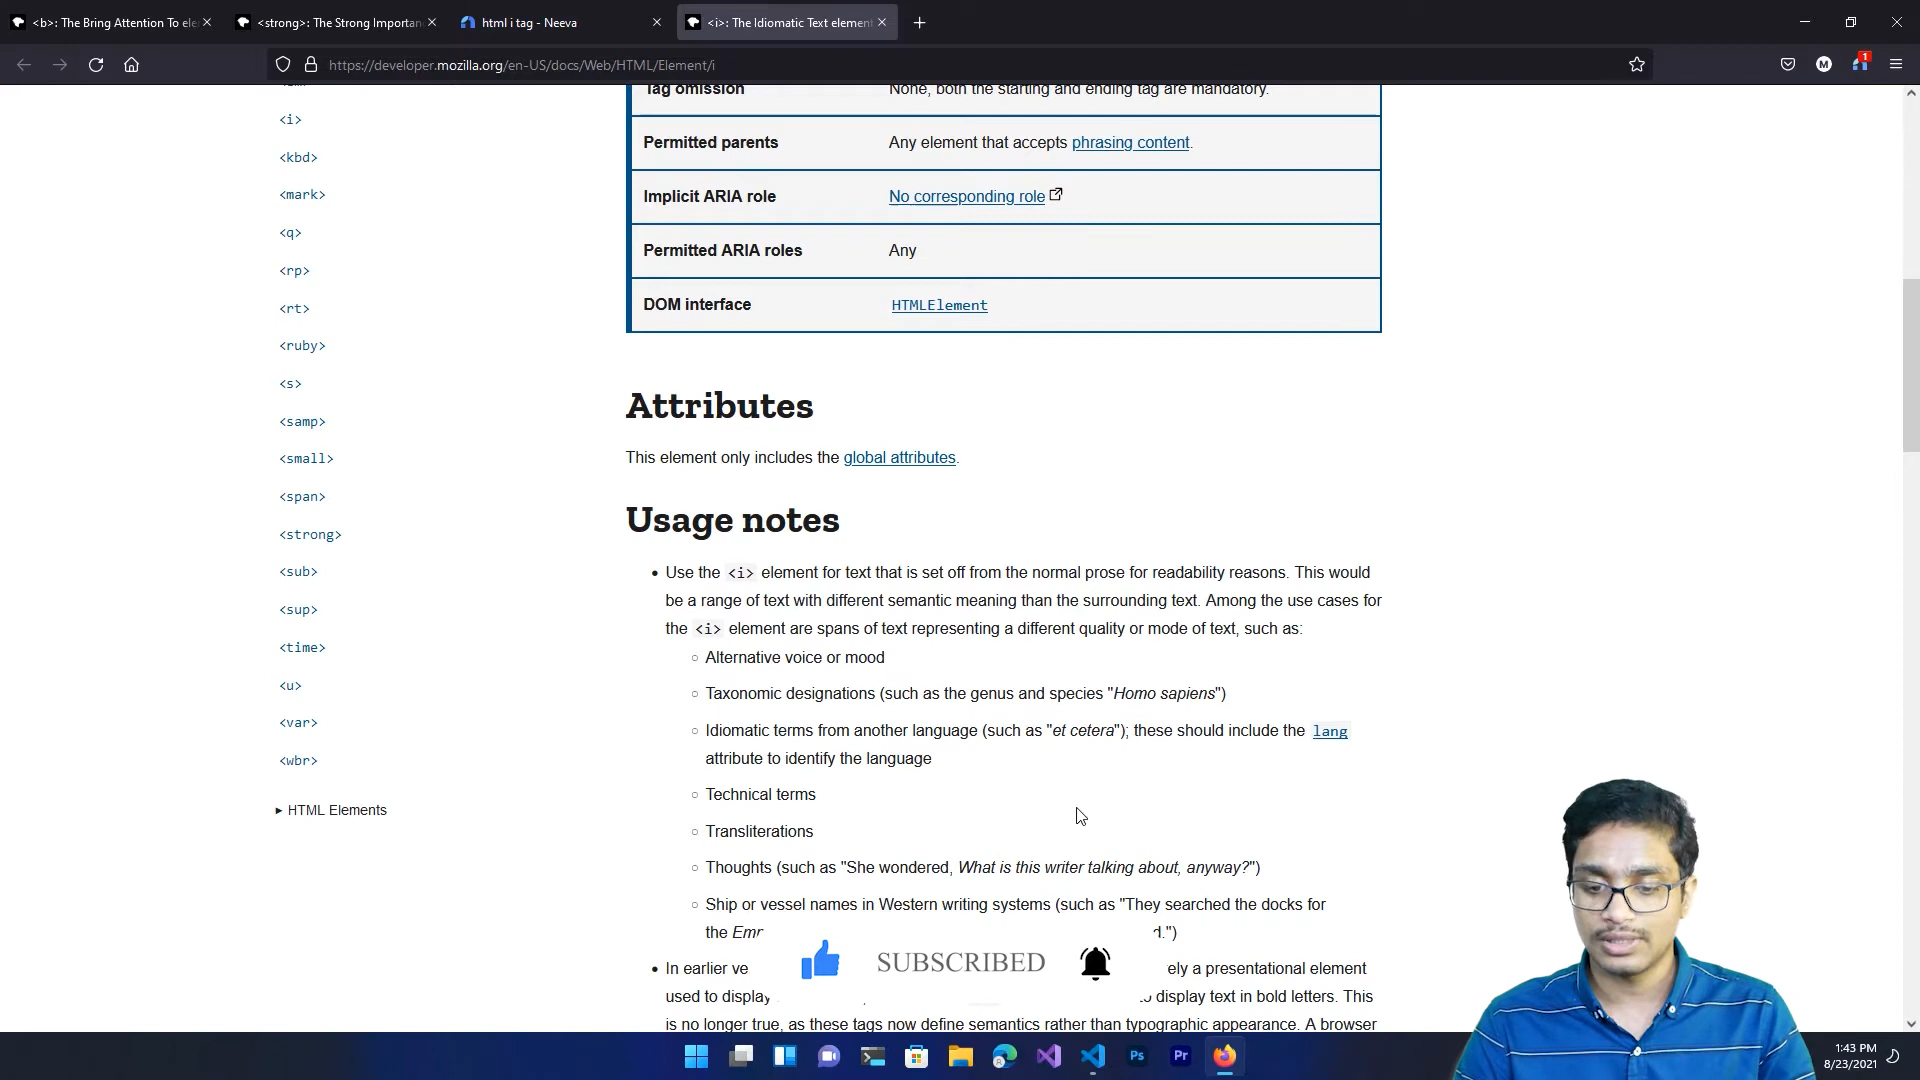 <b>: The Bring Attention To ele
<strong>: The Strong Importan
html i tag - Neeva
<i>: The Idiomatic Text element
https://developer.mozilla.org/en-US/docs/Web/HTML/Element/i
M
1
<i>
<kbd>
<mark>
<q>
<rp>
<rt>
<ruby>
<s>
<samp>
<small>
<span>
<strong>
<sub>
<sup>
<time>
<u>
<var>
<wbr>
▸ HTML Elements
Tag omission None, both the starting and ending tag are mandatory.
Permitted parents Any element that accepts phrasing content.
Implicit ARIA role No corresponding role
Permitted ARIA roles Any
DOM interface HTMLElement
Attributes
This element only includes the global attributes.
Usage notes
• Use the <i> element for text that is set off from the normal prose for readability reasons. This would
be a range of text with different semantic meaning than the surrounding text. Among the use cases for
the <i> element are spans of text representing a different quality or mode of text, such as:
○ Alternative voice or mood
○ Taxonomic designations (such as the genus and species "Homo sapiens")
○ Idiomatic terms from another language (such as "et cetera"); these should include the lang
attribute to identify the language
○ Technical terms
○ Transliterations
○ Thoughts (such as "She wondered, What is this writer talking about, anyway?")
○ Ship or vessel names in Western writing systems (such as "They searched the docks for
the d.")
SUBSCRIBED
• In earlier ve ely a presentational element
used to display to display text in bold letters. This
is no longer true, as these tags now define semantics rather than typographic appearance. A browser
Ps
Pr
1:43 PM
8/23/2021